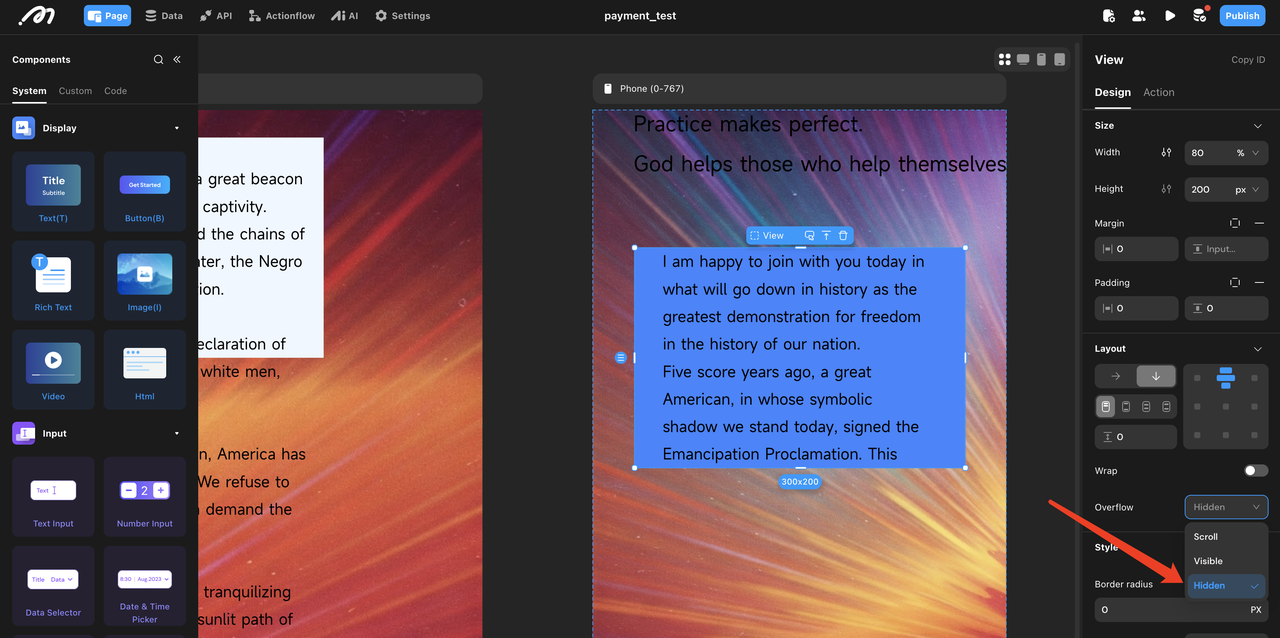 Page
Data
API
Actionflow
AI
Settings
payment_test
Publish
Components
System
Custom
Code
Display
Title
Subtitle
Text(T)
Get Started
Button(B)
T
Rich Text
Image(I)
Video
Html
Input
Text
Text Input
2
Number Input
Title Data
Data Selector
8:30 Aug.2023
Date & Time
Picker
a great beacon
captivity.
d the chains of
ater, the Negro
ion.
eclaration of
white men,
n, America has
We refuse to
demand the
tranquilizing
sunlit path of
Phone (0-767)
Practice makes perfect.
God helps those who help themselves
View
I am happy to join with you today in
what will go down in history as the
greatest demonstration for freedom
in the history of our nation.
Five score years ago, a great
American, in whose symbolic
shadow we stand today, signed the
Emancipation Proclamation. This
300x200
View
Copy ID
Design
Action
Size
Width
80
%
Height
200
px
Margin
0
Input...
Padding
0
0
Layout
0
Wrap
Overflow
Hidden
Scroll
Visible
Hidden
Style
Border radius
0
PX